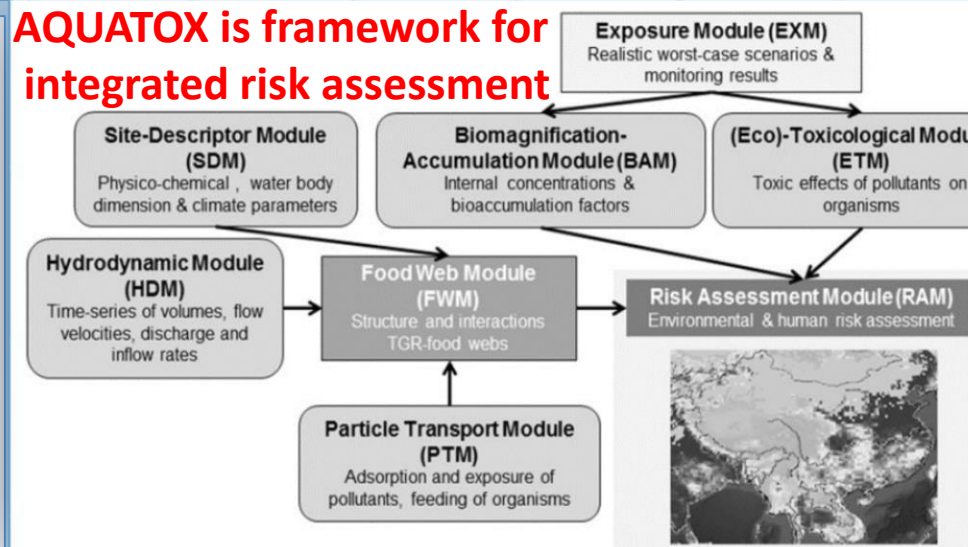 AQUATOX is framework for
integrated risk assessment
Exposure Module (EXM)
Realistic worst-case scenarios &
monitoring results
Site-Descriptor Module
(SDM)
Physico-chemical , water body
dimension & climate parameters
Biomagnification-
Accumulation Module (BAM)
Internal concentrations &
bioaccumulation factors
(Eco)-Toxicological Modu
(ETM)
Toxic effects of pollutants on
organisms
Hydrodynamic Module
(HDM)
Time-series of volumes, flow
velocities, discharge and
inflow rates
Food Web Module
(FWM)
Structure and interactions
TGR-food webs
Risk Assessment Module (RAM)
Environmental & human risk assessment
Particle Transport Module
(PTM)
Adsorption and exposure of
pollutants, feeding of organisms